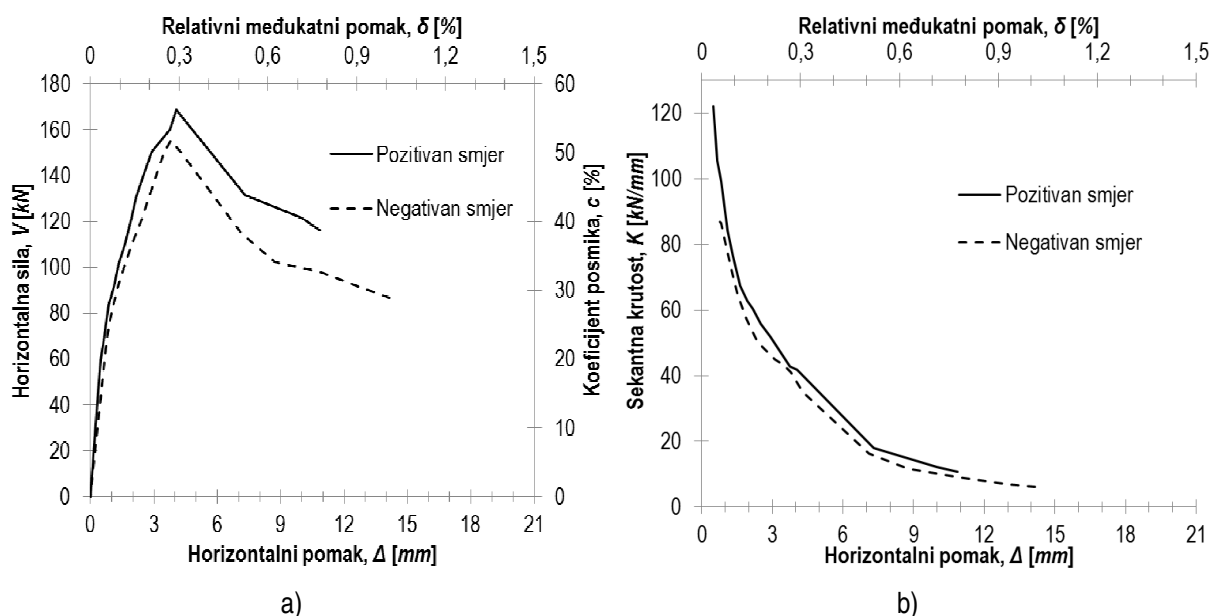 Relativni međukatni pomak, δ [%]
0 0,3 0,6 0,9 1,2 1,5
180
160
140
120
100
80
60
40
20
0
Horizontalna sila, V [kN]
60
50
40
30
20
10
0
Koeficijent posmika, c [%]
Pozitivan smjer
Negativan smjer
0 3 6 9 12 15 18 21
Horizontalni pomak, Δ [mm]
a)
Relativni međukatni pomak, δ [%]
0 0,3 0,6 0,9 1,2 1,5
120
100
80
60
40
20
0
Sekantna krutost, K [kN/mm]
Pozitivan smjer
Negativan smjer
0 3 6 9 12 15 18 21
Horizontalni pomak, Δ [mm]
b)